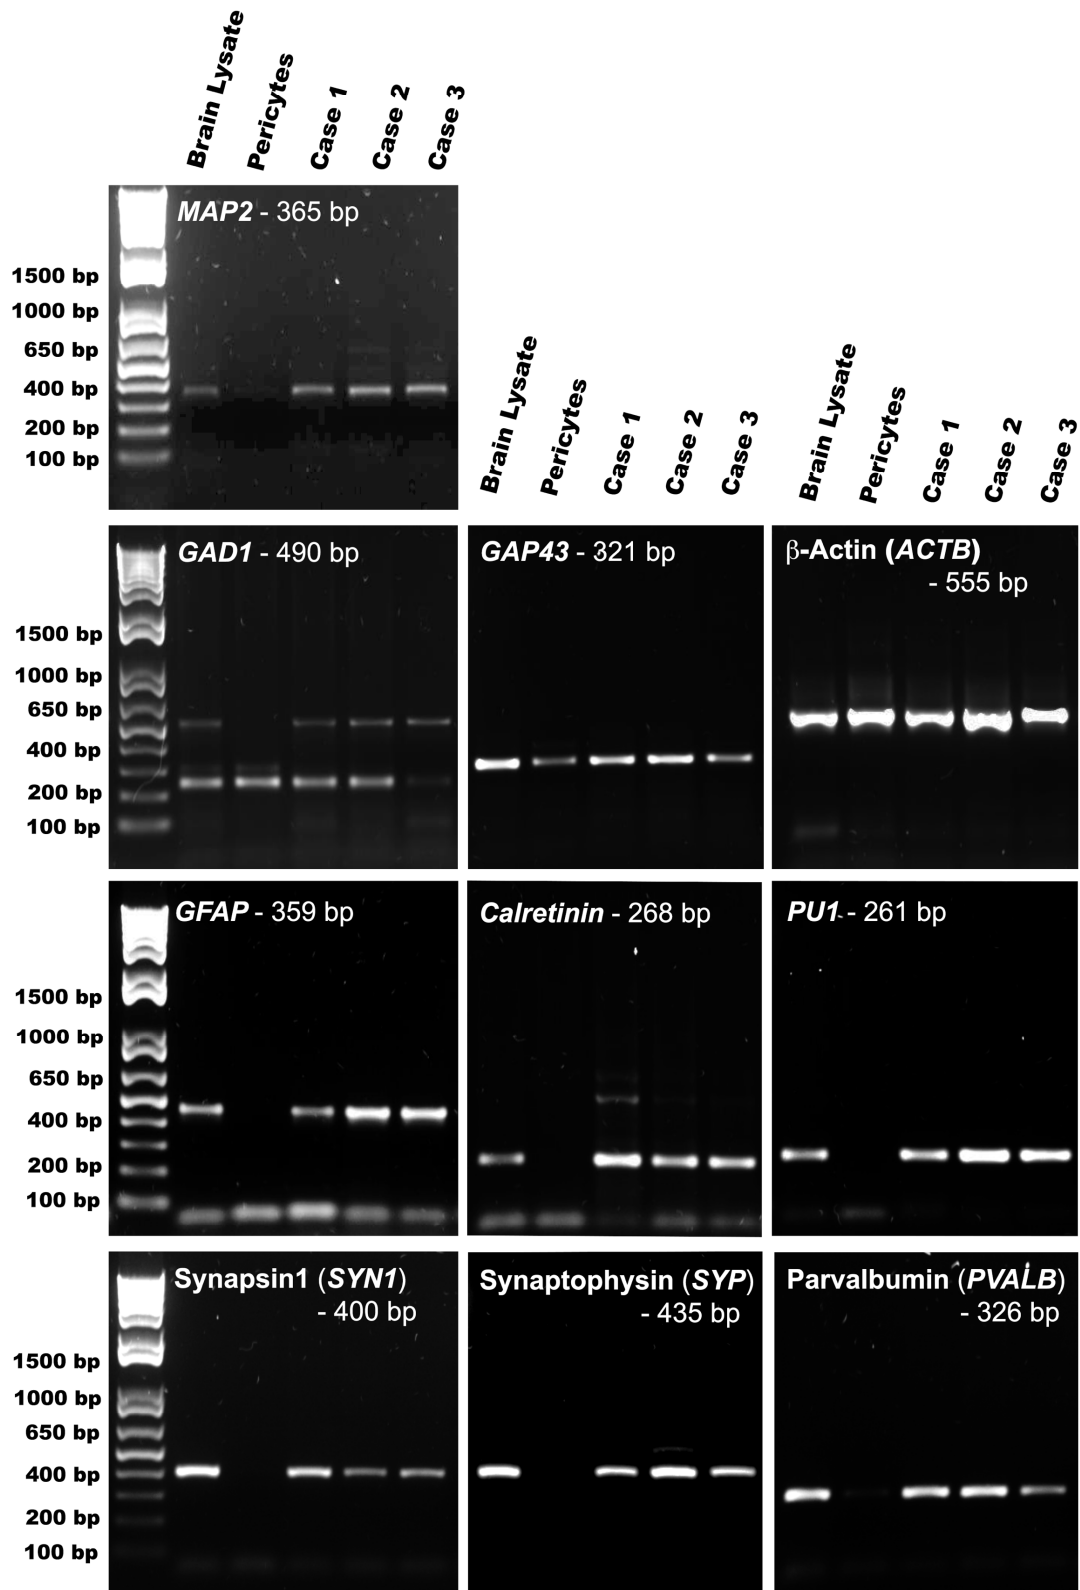 Brain Lysate
Pericytes
Case 1
Case 2
Case 3
MAP2 - 365 bp
1500 bp
1000 bp
650 bp
400 bp
200 bp
100 bp
Brain Lysate
Pericytes
Case 1
Case 2
Case 3
Brain Lysate
Pericytes
Case 1
Case 2
Case 3
GAD1 - 490 bp
1500 bp
1000 bp
650 bp
400 bp
200 bp
100 bp
GAP43 - 321 bp
β-Actin (ACTB)
- 555 bp
GFAP - 359 bp
1500 bp
1000 bp
650 bp
400 bp
200 bp
100 bp
Calretinin - 268 bp
PU1 - 261 bp
Synapsin1 (SYN1)
- 400 bp
1500 bp
1000 bp
650 bp
400 bp
200 bp
100 bp
Synaptophysin (SYP)
- 435 bp
Parvalbumin (PVALB)
- 326 bp